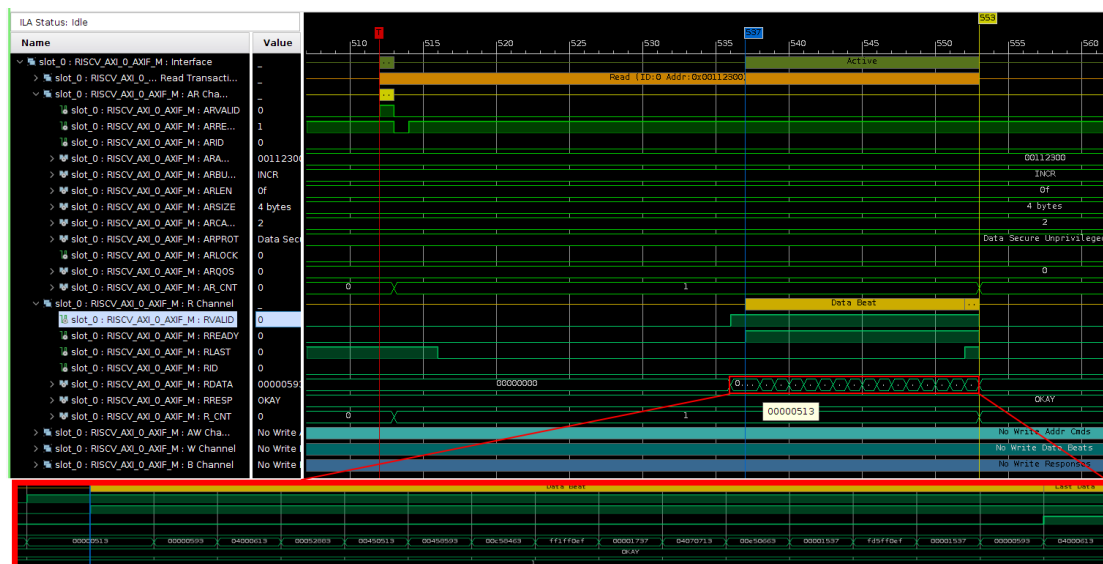 ILA Status: Idle
Name Value
1 537 553
510 515 520 525 530 535 540 545 550 555 560
slot_0 : RISCV_AXI_0_AXIF_M : Interface _ .. Active
slot_0 : RISCV_AXI_0_... Read Transacti... _ Read (ID:0 Addr:0x00112300)
slot_0 : RISCV_AXI_0_AXIF_M : AR Cha... _ ..
slot_0 : RISCV_AXI_0_AXIF_M : ARVALID 0
slot_0 : RISCV_AXI_0_AXIF_M : ARRE... 1
slot_0 : RISCV_AXI_0_AXIF_M : ARID 0
slot_0 : RISCV_AXI_0_AXIF_M : ARA... 00112300 00112300
slot_0 : RISCV_AXI_0_AXIF_M : ARBU... INCR INCR
slot_0 : RISCV_AXI_0_AXIF_M : ARLEN 0f 0f
slot_0 : RISCV_AXI_0_AXIF_M : ARSIZE 4 bytes 4 bytes
slot_0 : RISCV_AXI_0_AXIF_M : ARCA... 2 2
slot_0 : RISCV_AXI_0_AXIF_M : ARPROT Data Secu Data Secure Unprivileged
slot_0 : RISCV_AXI_0_AXIF_M : ARLOCK 0
slot_0 : RISCV_AXI_0_AXIF_M : ARQOS 0 0
slot_0 : RISCV_AXI_0_AXIF_M : AR_CNT 0 0 1
slot_0 : RISCV_AXI_0_AXIF_M : R Channel _ Data Beat ..
slot_0 : RISCV_AXI_0_AXIF_M : RVALID 0
slot_0 : RISCV_AXI_0_AXIF_M : RREADY 0
slot_0 : RISCV_AXI_0_AXIF_M : RLAST 0
slot_0 : RISCV_AXI_0_AXIF_M : RID 0
slot_0 : RISCV_AXI_0_AXIF_M : RDATA 00000593 00000000 0...
slot_0 : RISCV_AXI_0_AXIF_M : RRESP OKAY OKAY
00000513
slot_0 : RISCV_AXI_0_AXIF_M : R_CNT 0 0 1
slot_0 : RISCV_AXI_0_AXIF_M : AW Cha... No Write A No Write Addr Cmds
slot_0 : RISCV_AXI_0_AXIF_M : W Channel No Write No Write Data Beats
slot_0 : RISCV_AXI_0_AXIF_M : B Channel No Write No Write Responses
Data Beat Last Data
00000513 00000593 04000613 00052883 00450513 00458593 00c58463 ff1ff0ef 00001737 04070713 00e50663 00001537 fd5ff0ef 00001537 00000593 04000613
OKAY